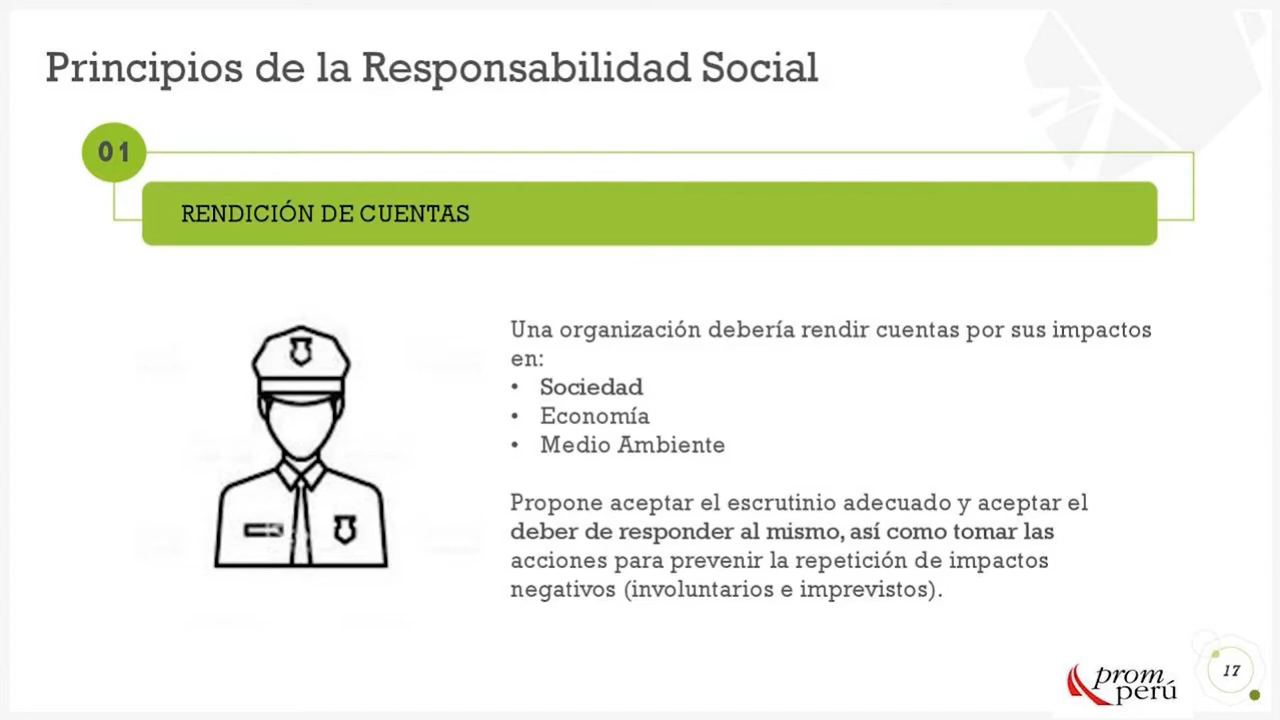 Principios de la Responsabilidad Social
01
RENDICIÓN DE CUENTAS
Una organización debería rendir cuentas por sus impactos
en:
• Sociedad
• Economía
• Medio Ambiente
Propone aceptar el escrutinio adecuado y aceptar el
deber de responder al mismo, así como tomar las
acciones para prevenir la repetición de impactos
negativos (involuntarios e imprevistos).
prom
perú
17